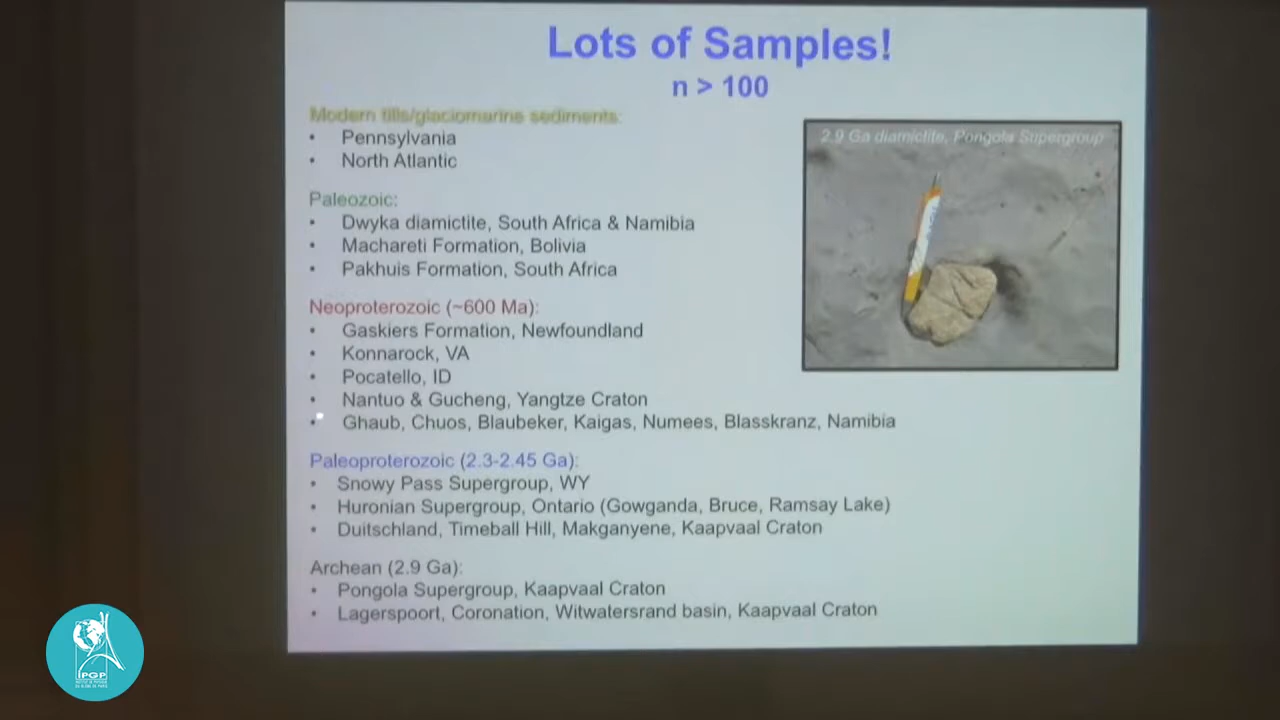 Lots of Samples!
n > 100
Modern tills/glaciomarine sediments:
• Pennsylvania
• North Atlantic
Paleozoic:
• Dwyka diamictite, South Africa & Namibia
• Machareti Formation, Bolivia
• Pakhuis Formation, South Africa
Neoproterozoic (~600 Ma):
• Gaskiers Formation, Newfoundland
• Konnarock, VA
• Pocatello, ID
• Nantuo & Gucheng, Yangtze Craton
• Ghaub, Chuos, Blaubeker, Kaigas, Numees, Blasskranz, Namibia
Paleoproterozoic (2.3-2.45 Ga):
• Snowy Pass Supergroup, WY
• Huronian Supergroup, Ontario (Gowganda, Bruce, Ramsay Lake)
• Duitschland, Timeball Hill, Makganyene, Kaapvaal Craton
Archean (2.9 Ga):
• Pongola Supergroup, Kaapvaal Craton
• Lagerspoort, Coronation, Witwatersrand basin, Kaapvaal Craton
2.9 Ga diamictite, Pongola Supergroup
IPGP